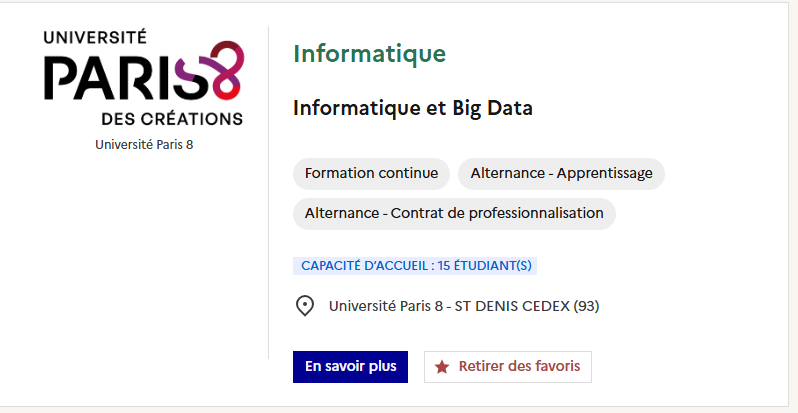 UNIVERSITÉ
PARIS8
DES CRÉATIONS
Université Paris 8
Informatique
Informatique et Big Data
Formation continue
Alternance - Apprentissage
Alternance - Contrat de professionnalisation
CAPACITÉ D'ACCUEIL : 15 ÉTUDIANT(S)
Université Paris 8 - ST DENIS CEDEX (93)
En savoir plus
Retirer des favoris